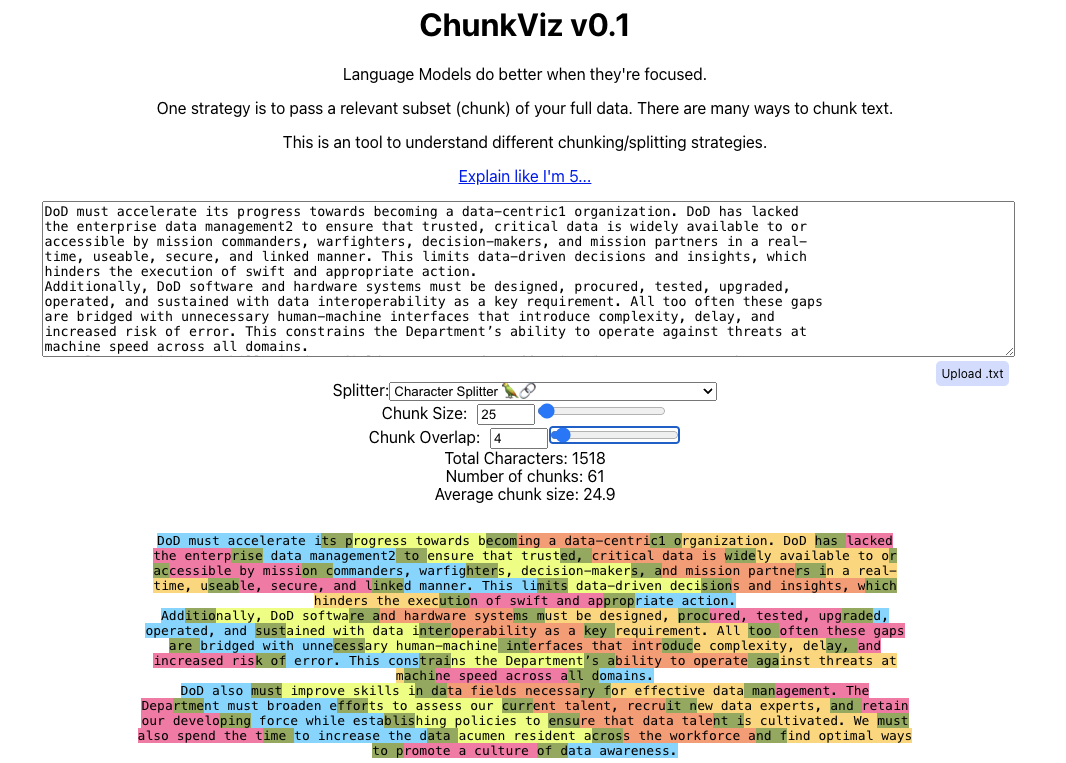 ChunkViz v0.1
Language Models do better when they're focused.
One strategy is to pass a relevant subset (chunk) of your full data. There are many ways to chunk text.
This is an tool to understand different chunking/splitting strategies.
Explain like I'm 5...
DoD must accelerate its progress towards becoming a data-centric1 organization. DoD has lacked
the enterprise data management2 to ensure that trusted, critical data is widely available to or
accessible by mission commanders, warfighters, decision-makers, and mission partners in a real-
time, useable, secure, and linked manner. This limits data-driven decisions and insights, which
hinders the execution of swift and appropriate action.
Additionally, DoD software and hardware systems must be designed, procured, tested, upgraded,
operated, and sustained with data interoperability as a key requirement. All too often these gaps
are bridged with unnecessary human-machine interfaces that introduce complexity, delay, and
increased risk of error. This constrains the Department’s ability to operate against threats at
machine speed across all domains.
Upload .txt
Splitter: Character Splitter 🦜🔗
Chunk Size: 25
Chunk Overlap: 4
Total Characters: 1518
Number of chunks: 61
Average chunk size: 24.9
DoD must accelerate its progress towards becoming a data-centric1 organization. DoD has lacked
the enterprise data management2 to ensure that trusted, critical data is widely available to or
accessible by mission commanders, warfighters, decision-makers, and mission partners in a real-
time, useable, secure, and linked manner. This limits data-driven decisions and insights, which
hinders the execution of swift and appropriate action.
Additionally, DoD software and hardware systems must be designed, procured, tested, upgraded,
operated, and sustained with data interoperability as a key requirement. All too often these gaps
are bridged with unnecessary human-machine interfaces that introduce complexity, delay, and
increased risk of error. This constrains the Department’s ability to operate against threats at
machine speed across all domains.
DoD also must improve skills in data fields necessary for effective data management. The
Department must broaden efforts to assess our current talent, recruit new data experts, and retain
our developing force while establishing policies to ensure that data talent is cultivated. We must
also spend the time to increase the data acumen resident across the workforce and find optimal ways
to promote a culture of data awareness.